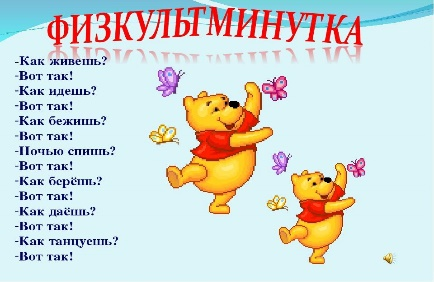 ФИЗКУЛЬТМИНУТКА
-Как живешь?
-Вот так!
-Как идешь?
-Вот так!
-Как бежишь?
-Вот так!
-Ночью спишь?
-Вот так!
-Как берёшь?
-Вот так!
-Как даёшь?
-Вот так!
-Как танцуешь?
-Вот так!